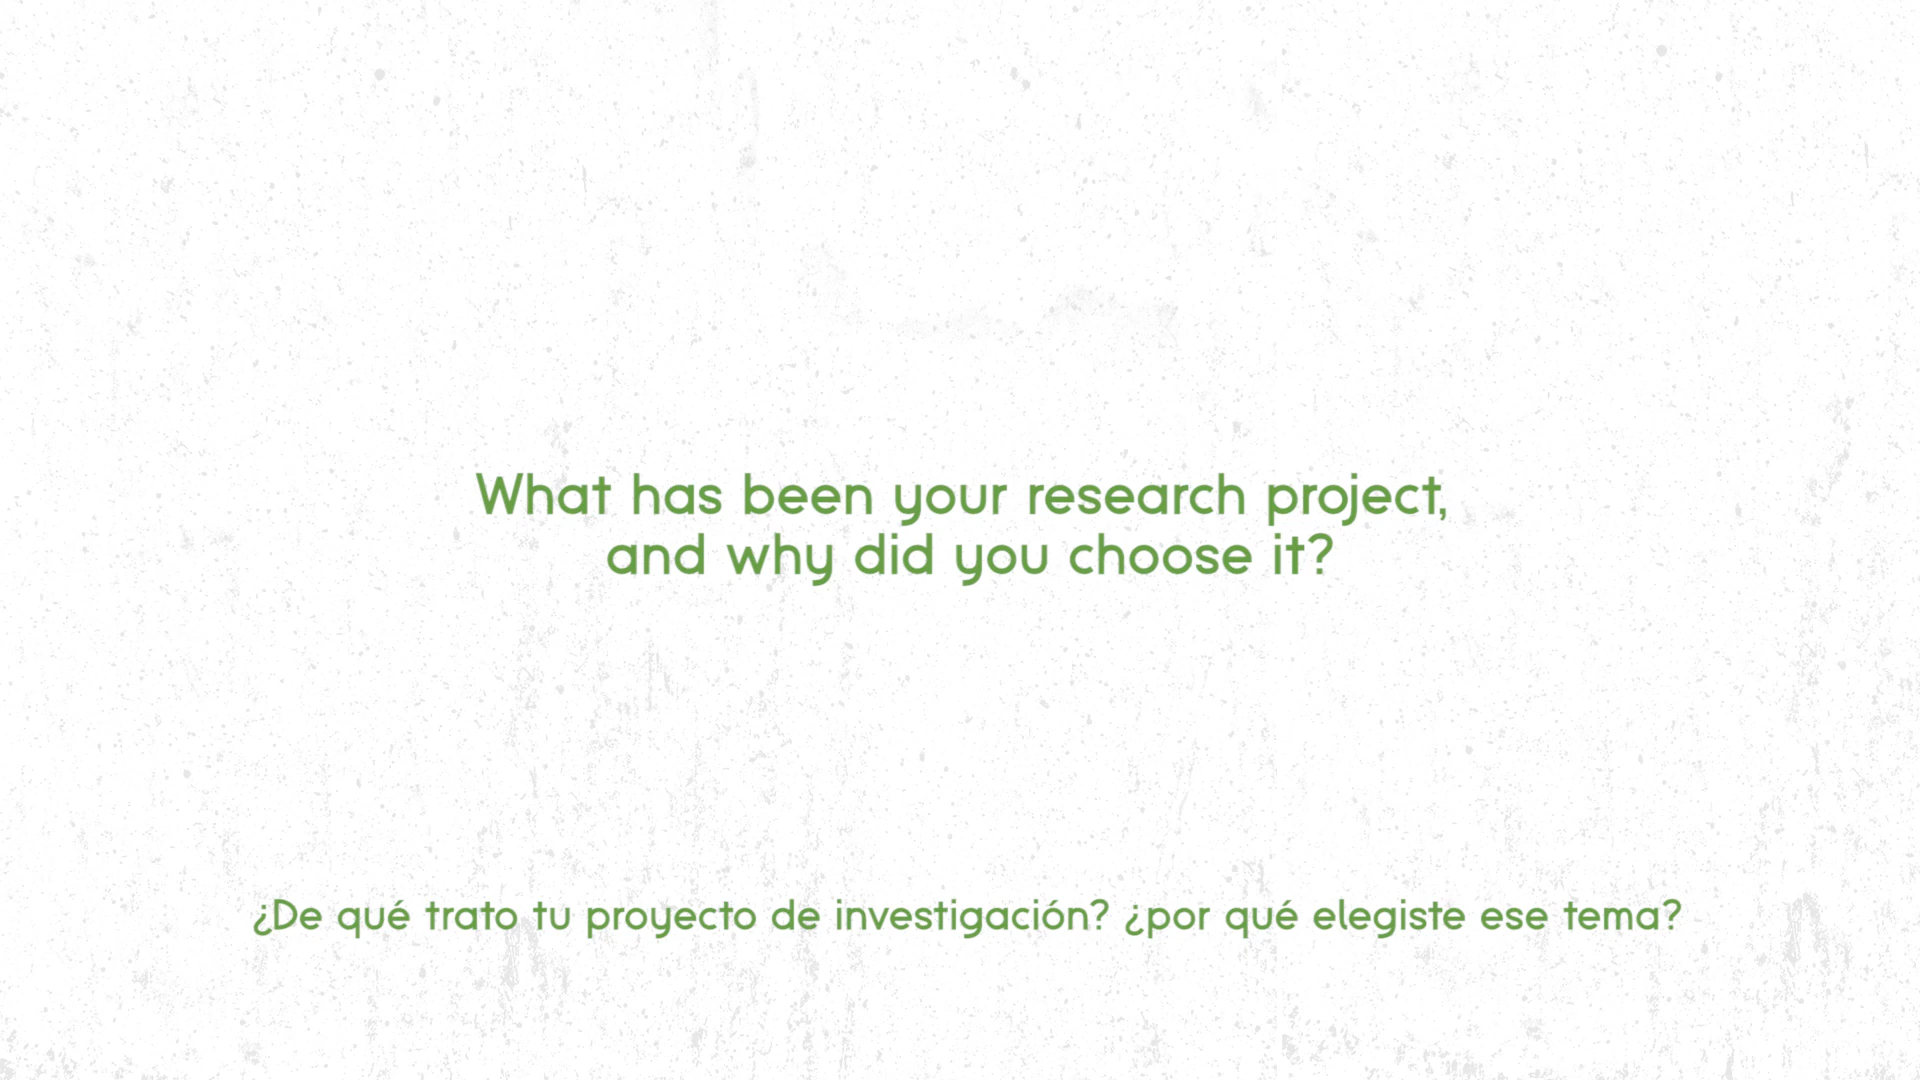 What has been your research project,
and why did you choose it?
¿De qué trato tu proyecto de investigación? ¿por qué elegiste ese tema?